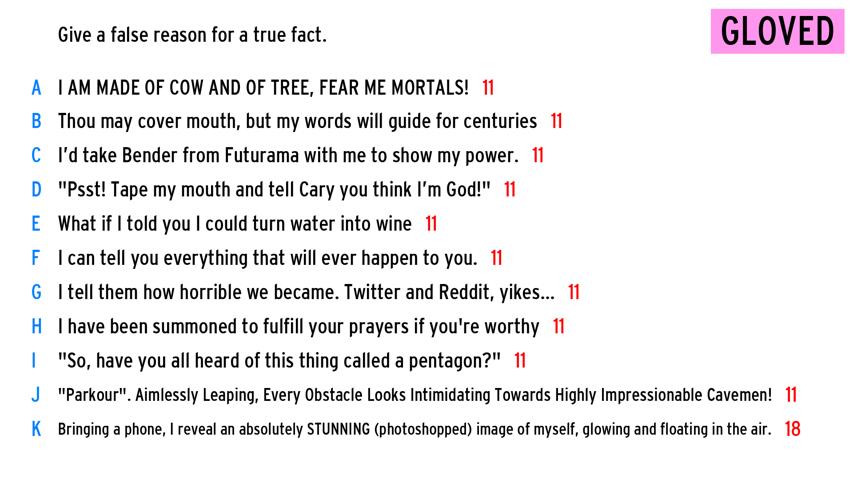 Give a false reason for a true fact.
GLOVED
A I AM MADE OF COW AND OF TREE, FEAR ME MORTALS! 11
B Thou may cover mouth, but my words will guide for centuries 11
C I'd take Bender from Futurama with me to show my power. 11
D "Psst! Tape my mouth and tell Cary you think I'm God!" 11
E What if I told you I could turn water into wine 11
F I can tell you everything that will ever happen to you. 11
G I tell them how horrible we became. Twitter and Reddit, yikes... 11
H I have been summoned to fulfill your prayers if you're worthy 11
I "So, have you all heard of this thing called a pentagon?" 11
J "Parkour". Aimlessly Leaping, Every Obstacle Looks Intimidating Towards Highly Impressionable Cavemen! 11
K Bringing a phone, I reveal an absolutely STUNNING (photoshopped) image of myself, glowing and floating in the air. 18